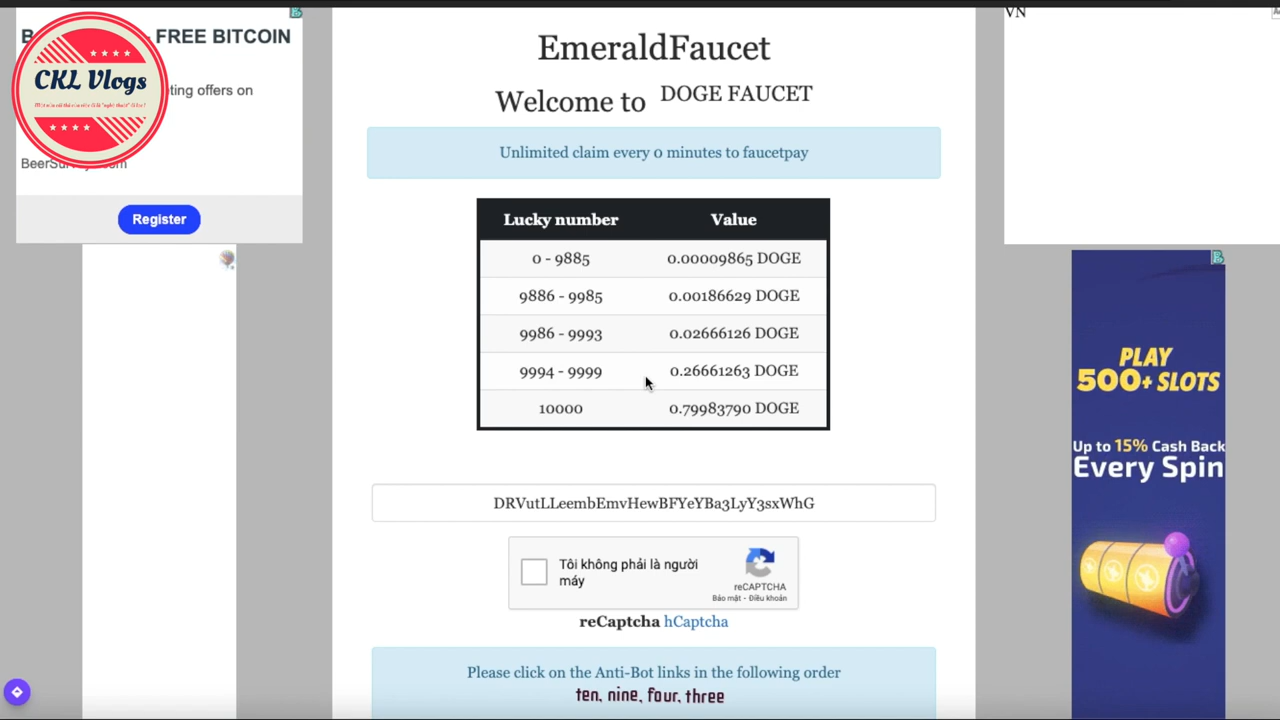 FREE BITCOIN
CKL Vlogs
ting offers on
Register
EmeraldFaucet
Welcome to DOGE FAUCET
Unlimited claim every 0 minutes to faucetpay
Lucky number Value
0 - 9885 0.00009865 DOGE
9886 - 9985 0.00186629 DOGE
9986 - 9993 0.02666126 DOGE
9994 - 9999 0.26661263 DOGE
10000 0.79983790 DOGE
DRVutLLeembEmvHewBFYeYBa3LyY3sxWhG
Tôi không phải là người
máy
reCAPTCHA
Bảo mật - Điều khoản
reCaptcha hCaptcha
Please click on the Anti-Bot links in the following order
ten, nine, four, three
VN
PLAY
500+ SLOTS
Up to 15% Cash Back
Every Spin